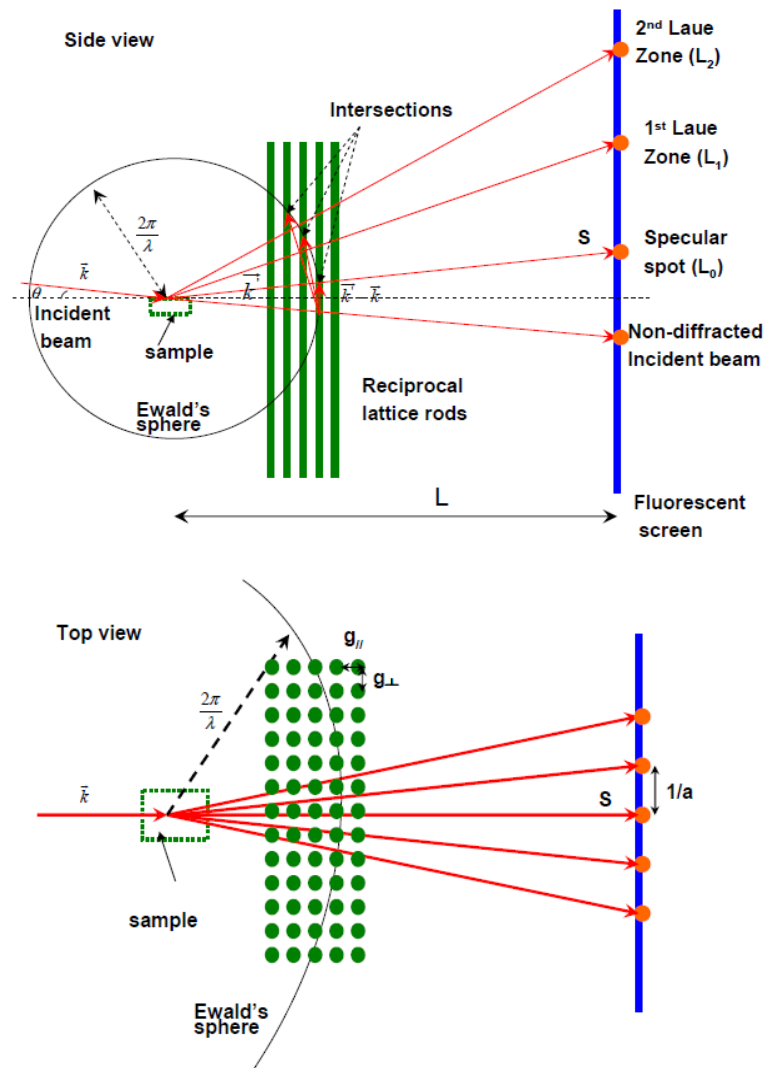 Side view
2nd Laue
Zone (L2)
Intersections
1st Laue
Zone (L1)
2π/λ
S
Specular
spot (L0)
k⃗
k⃗'
k⃗' − k⃗
θ
Incident
beam
sample
Non-diffracted
Incident beam
Reciprocal
lattice rods
Ewald's
sphere
L
Fluorescent
screen
Top view
g//
g⊥
2π/λ
k⃗
S
1/a
sample
Ewald's
sphere